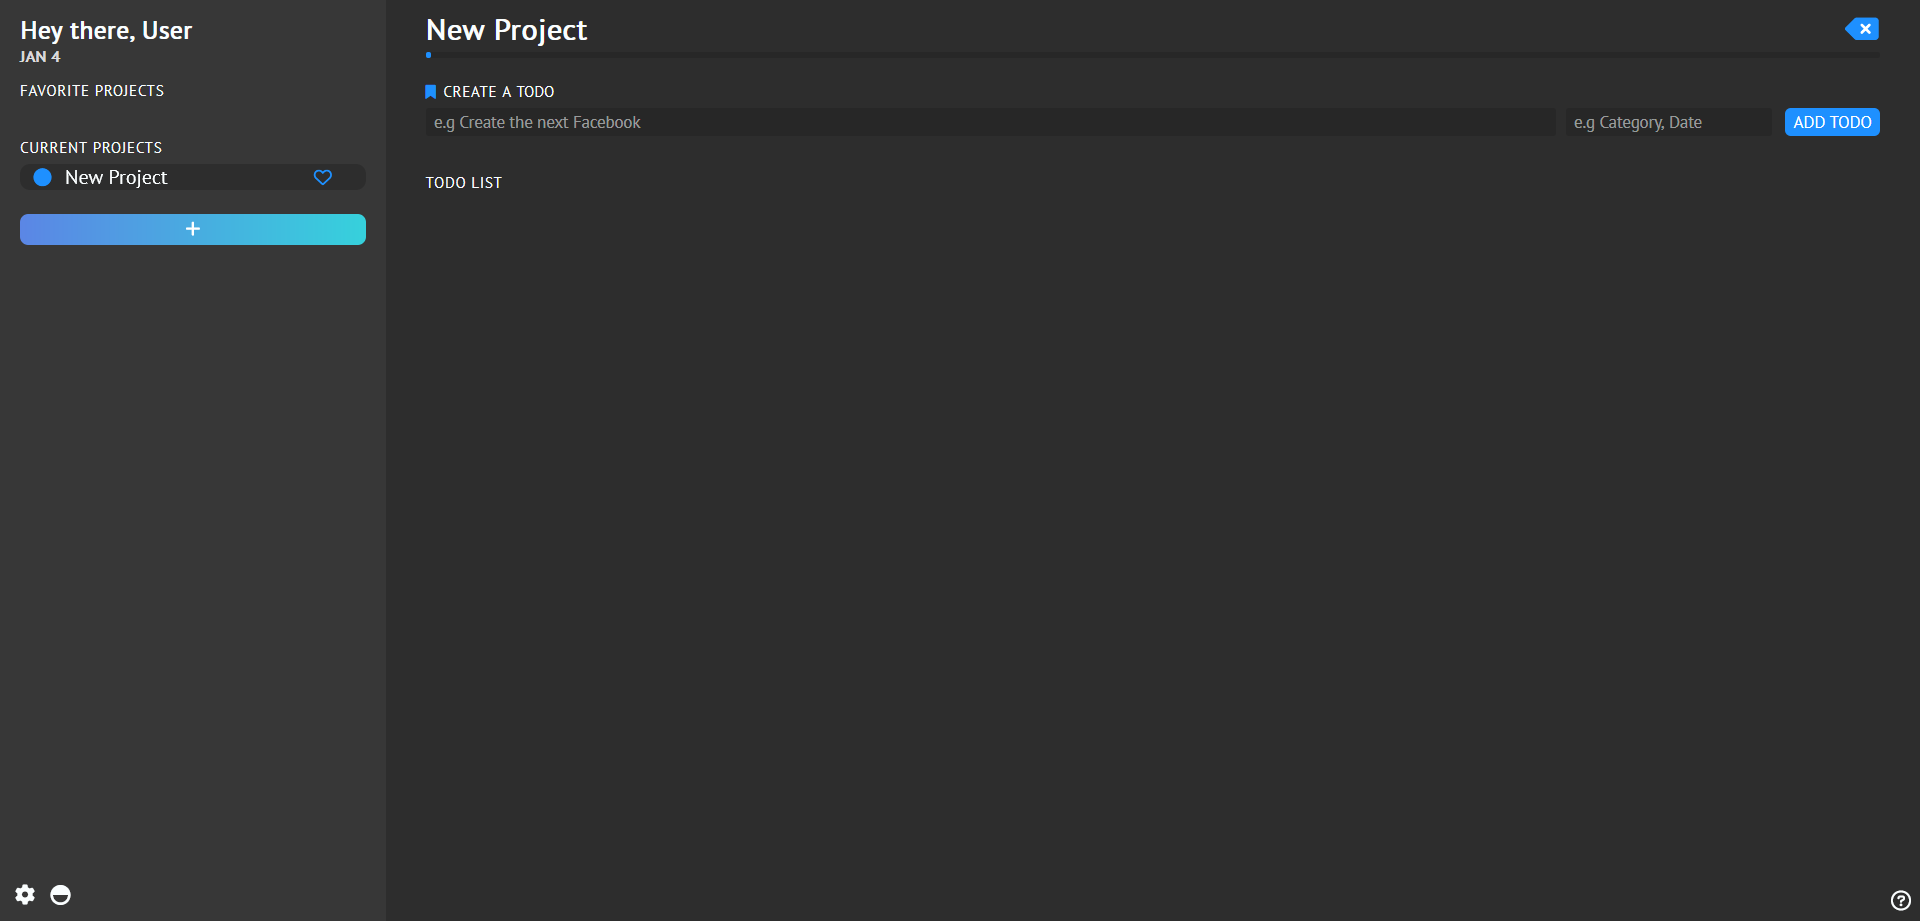 Hey there, User
JAN 4
FAVORITE PROJECTS
CURRENT PROJECTS
New Project
New Project
CREATE A TODO
e.g Create the next Facebook
e.g Category, Date
ADD TODO
TODO LIST